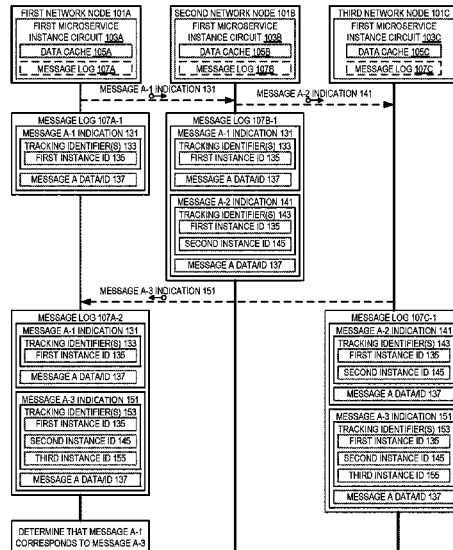 FIRST NETWORK NODE 101A
FIRST MICROSERVICE
INSTANCE CIRCUIT 103A
DATA CACHE 105A
MESSAGE LOG 107A
SECOND NETWORK NODE 101B
FIRST MICROSERVICE
INSTANCE CIRCUIT 103B
DATA CACHE 105B
MESSAGE LOG 107B
THIRD NETWORK NODE 101C
FIRST MICROSERVICE
INSTANCE CIRCUIT 103C
DATA CACHE 105C
MESSAGE LOG 107C
MESSAGE A-1 INDICATION 131
MESSAGE A-2 INDICATION 141
MESSAGE LOG 107A-1
MESSAGE A-1 INDICATION 131
TRACKING IDENTIFIER(S) 133
FIRST INSTANCE ID 135
MESSAGE A DATA/ID 137
MESSAGE LOG 107B-1
MESSAGE A-1 INDICATION 131
TRACKING IDENTIFIER(S) 133
FIRST INSTANCE ID 135
MESSAGE A DATA/ID 137
MESSAGE A-2 INDICATION 141
TRACKING IDENTIFIER(S) 143
FIRST INSTANCE ID 135
SECOND INSTANCE ID 145
MESSAGE A DATA/ID 137
MESSAGE A-3 INDICATION 151
MESSAGE LOG 107A-2
MESSAGE A-1 INDICATION 131
TRACKING IDENTIFIER(S) 133
FIRST INSTANCE ID 135
MESSAGE A DATA/ID 137
MESSAGE A-3 INDICATION 151
TRACKING IDENTIFIER(S) 153
FIRST INSTANCE ID 135
SECOND INSTANCE ID 145
THIRD INSTANCE ID 155
MESSAGE A DATA/ID 137
MESSAGE LOG 107C-1
MESSAGE A-2 INDICATION 141
TRACKING IDENTIFIER(S) 143
FIRST INSTANCE ID 135
SECOND INSTANCE ID 145
MESSAGE A DATA/ID 137
MESSAGE A-3 INDICATION 151
TRACKING IDENTIFIER(S) 153
FIRST INSTANCE ID 135
SECOND INSTANCE ID 145
THIRD INSTANCE ID 155
MESSAGE A DATA/ID 137
DETERMINE THAT MESSAGE A-1
CORRESPONDS TO MESSAGE A-3